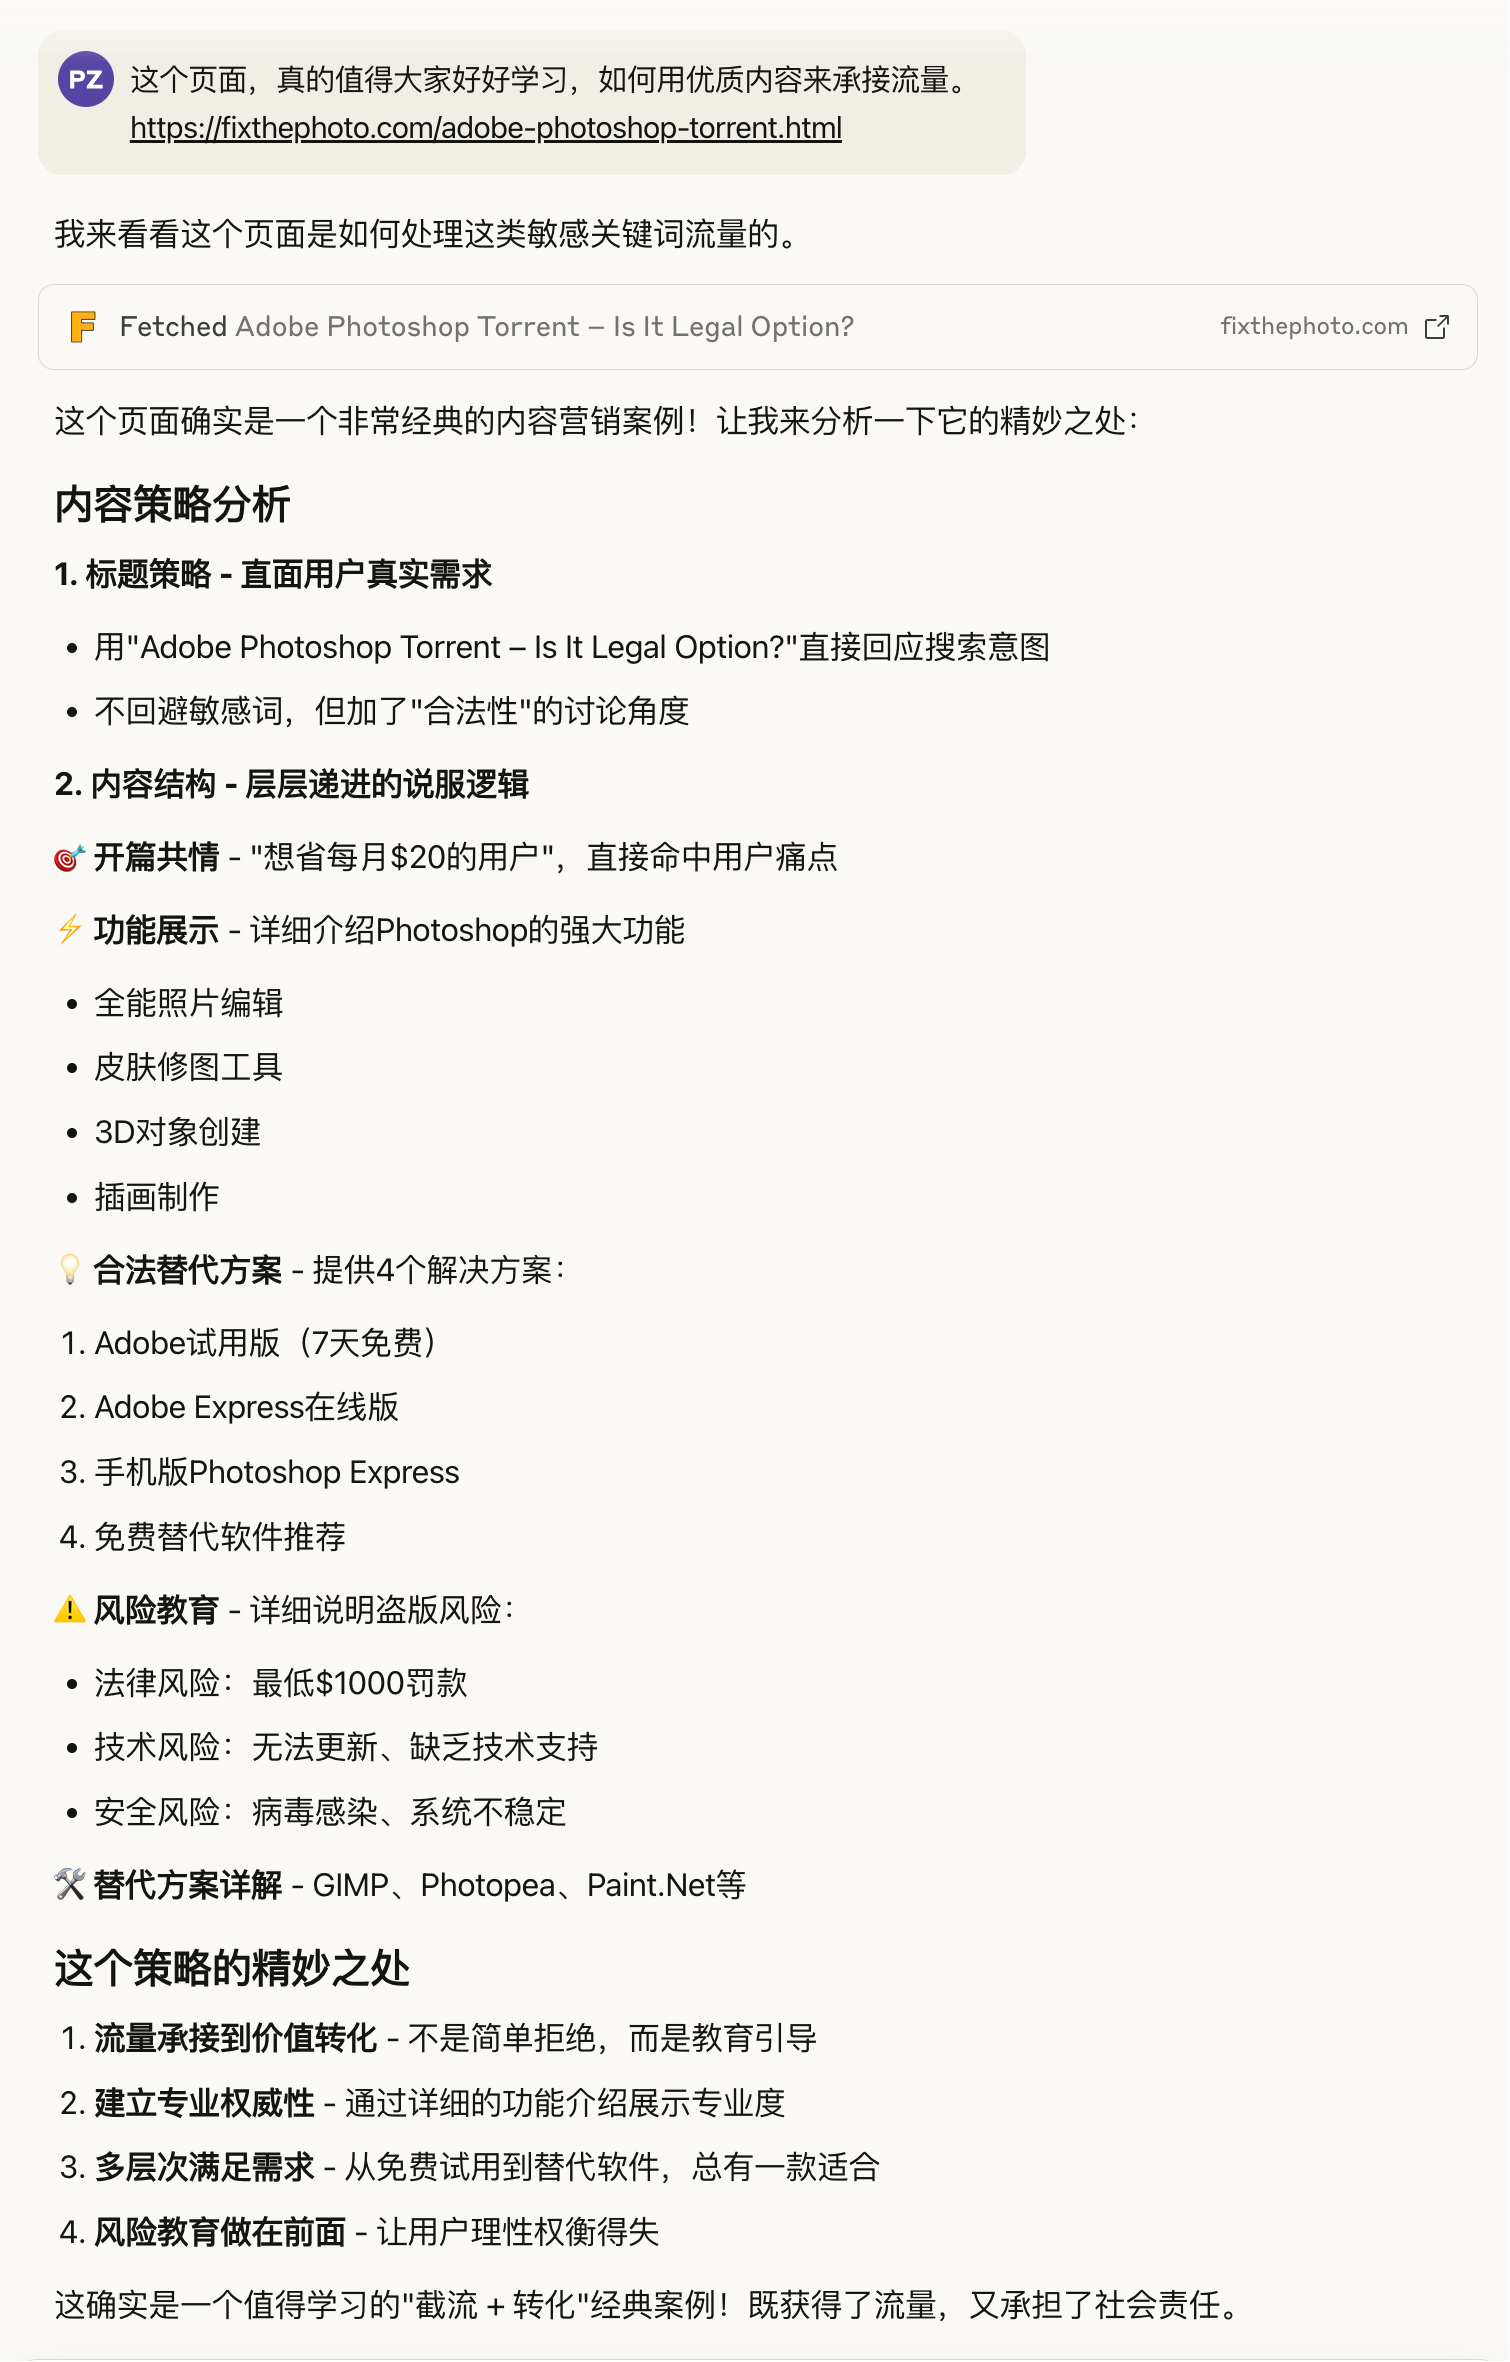 PZ
这个页面，真的值得大家好好学习，如何用优质内容来承接流量。
https://fixthephoto.com/adobe-photoshop-torrent.html
我来看看这个页面是如何处理这类敏感关键词流量的。
Fetched Adobe Photoshop Torrent – Is It Legal Option? fixthephoto.com
这个页面确实是一个非常经典的内容营销案例！让我来分析一下它的精妙之处：
内容策略分析
1. 标题策略 - 直面用户真实需求
• 用"Adobe Photoshop Torrent – Is It Legal Option?"直接回应搜索意图
• 不回避敏感词，但加了"合法性"的讨论角度
2. 内容结构 - 层层递进的说服逻辑
🎯 开篇共情 - "想省每月$20的用户"，直接命中用户痛点
⚡ 功能展示 - 详细介绍Photoshop的强大功能
• 全能照片编辑
• 皮肤修图工具
• 3D对象创建
• 插画制作
💡 合法替代方案 - 提供4个解决方案：
1. Adobe试用版（7天免费）
2. Adobe Express在线版
3. 手机版Photoshop Express
4. 免费替代软件推荐
⚠️ 风险教育 - 详细说明盗版风险：
• 法律风险：最低$1000罚款
• 技术风险：无法更新、缺乏技术支持
• 安全风险：病毒感染、系统不稳定
🛠️ 替代方案详解 - GIMP、Photopea、Paint.Net等
这个策略的精妙之处
1. 流量承接到价值转化 - 不是简单拒绝，而是教育引导
2. 建立专业权威性 - 通过详细的功能介绍展示专业度
3. 多层次满足需求 - 从免费试用到替代软件，总有一款适合
4. 风险教育做在前面 - 让用户理性权衡得失
这确实是一个值得学习的"截流 + 转化"经典案例！既获得了流量，又承担了社会责任。